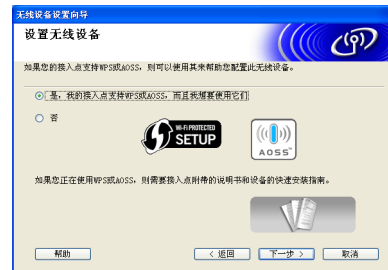 无线设备设置向导
设置无线设备
如果您的接入点支持WPS或AOSS，则可以使用其来帮助您配置此无线设备。
是，我的接入点支持WPS或AOSS，而且我想要使用它们
否
WI-FI PROTECTED
SETUP
AOSS™
如果您正在使用WPS或AOSS，则需要接入点附带的说明书和设备的快速安装指南。
帮助
< 返回
下一步 >
取消